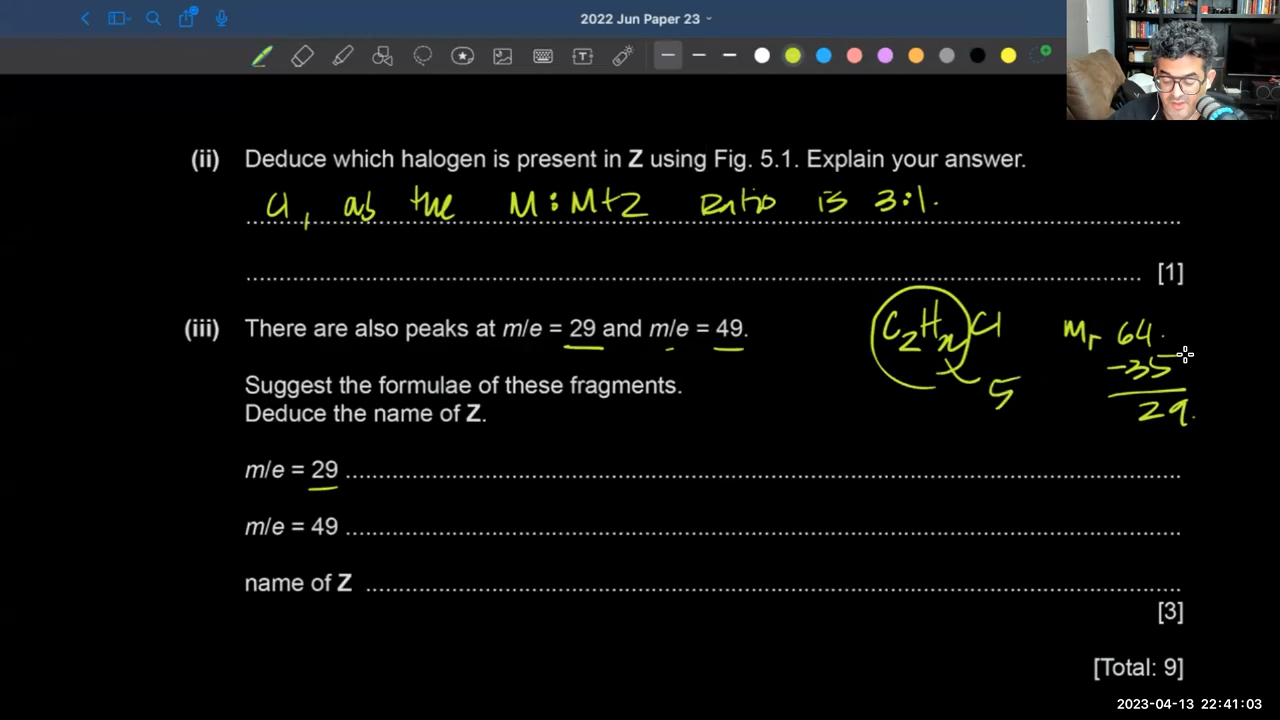 2022 Jun Paper 23
(ii) Deduce which halogen is present in Z using Fig. 5.1. Explain your answer.
Cl, as the M : M+2 ratio is 3:1.
[1]
(iii) There are also peaks at m/e = 29 and m/e = 49.
C2HxCl
5
Mr 64.
-35
29.
Suggest the formulae of these fragments.
Deduce the name of Z.
m/e = 29
m/e = 49
name of Z
[3]
[Total: 9]
2023-04-13 22:41:03